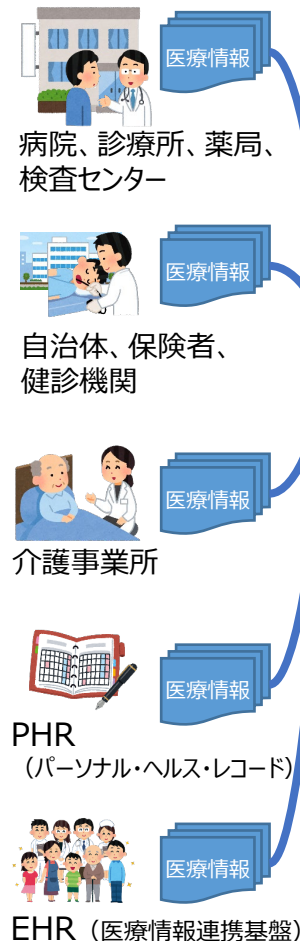 医療情報
病院、診療所、薬局、
検査センター
医療情報
自治体、保険者、
健診機関
医療情報
介護事業所
医療情報
PHR
（パーソナル・ヘルス・レコード）
医療情報
EHR（医療情報連携基盤）